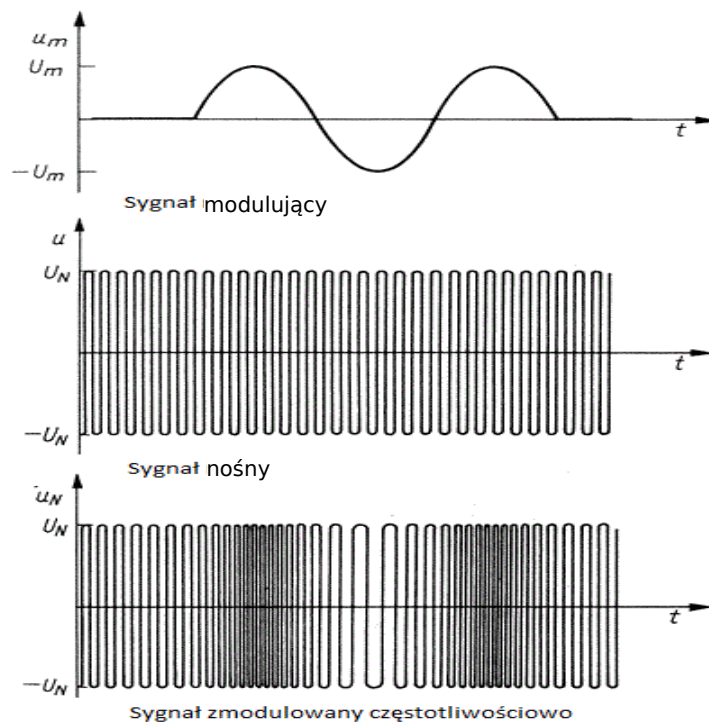 u_m
U_m
t
—U_m
Sygnał modulujący
u
U_N
t
—U_N
Sygnał nośny
u_N
U_N
t
—U_N
Sygnał zmodulowany częstotliwościowo